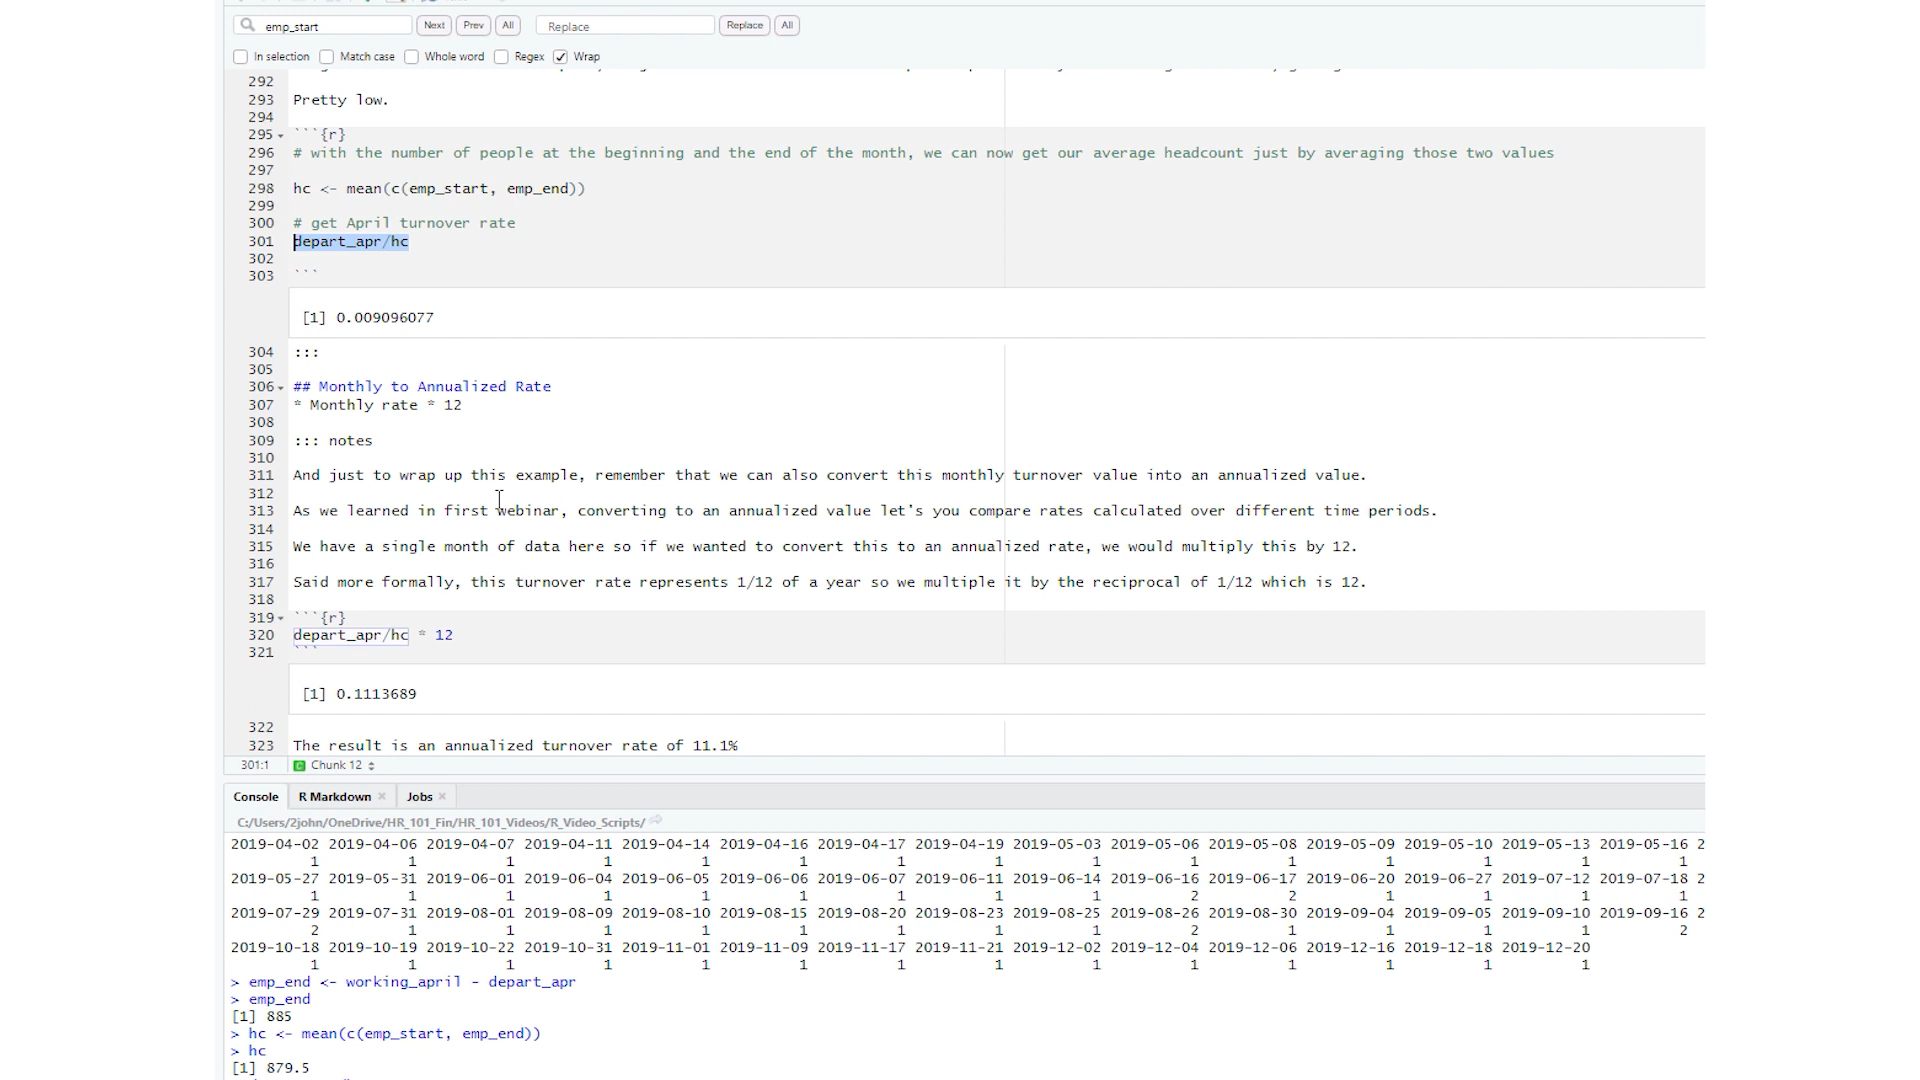 emp_start Next Prev All Replace Replace All
In selection Match case Whole word Regex Wrap
292
293 Pretty low.
294
295 ```{r}
296 # with the number of people at the beginning and the end of the month, we can now get our average headcount just by averaging those two values
297
298 hc <- mean(c(emp_start, emp_end))
299
300 # get April turnover rate
301 depart_apr/hc
302
303 ```
[1] 0.009096077
304 :::
305
306 ## Monthly to Annualized Rate
307 * Monthly rate * 12
308
309 ::: notes
310
311 And just to wrap up this example, remember that we can also convert this monthly turnover value into an annualized value.
312
313 As we learned in first webinar, converting to an annualized value let's you compare rates calculated over different time periods.
314
315 We have a single month of data here so if we wanted to convert this to an annualized rate, we would multiply this by 12.
316
317 Said more formally, this turnover rate represents 1/12 of a year so we multiple it by the reciprocal of 1/12 which is 12.
318
319 ```{r}
320 depart_apr/hc * 12
321 ```
[1] 0.1113689
322
323 The result is an annualized turnover rate of 11.1%
301:1 C Chunk 12
Console R Markdown Jobs
C:/Users/2john/OneDrive/HR_101_Fin/HR_101_Videos/R_Video_Scripts/
2019-04-02 2019-04-06 2019-04-07 2019-04-11 2019-04-14 2019-04-16 2019-04-17 2019-04-19 2019-05-03 2019-05-06 2019-05-08 2019-05-09 2019-05-10 2019-05-13 2019-05-16 2
1 1 1 1 1 1 1 1 1 1 1 1 1 1 1
2019-05-27 2019-05-31 2019-06-01 2019-06-04 2019-06-05 2019-06-06 2019-06-07 2019-06-11 2019-06-14 2019-06-16 2019-06-17 2019-06-20 2019-06-27 2019-07-12 2019-07-18 2
1 1 1 1 1 1 1 1 1 2 2 1 1 1 1
2019-07-29 2019-07-31 2019-08-01 2019-08-09 2019-08-10 2019-08-15 2019-08-20 2019-08-23 2019-08-25 2019-08-26 2019-08-30 2019-09-04 2019-09-05 2019-09-10 2019-09-16 2
2 1 1 1 1 1 1 1 1 2 1 1 1 1 2
2019-10-18 2019-10-19 2019-10-22 2019-10-31 2019-11-01 2019-11-09 2019-11-17 2019-11-21 2019-12-02 2019-12-04 2019-12-06 2019-12-16 2019-12-18 2019-12-20
1 1 1 1 1 1 1 1 1 1 1 1 1 1
> emp_end <- working_april - depart_apr
> emp_end
[1] 885
> hc <- mean(c(emp_start, emp_end))
> hc
[1] 879.5